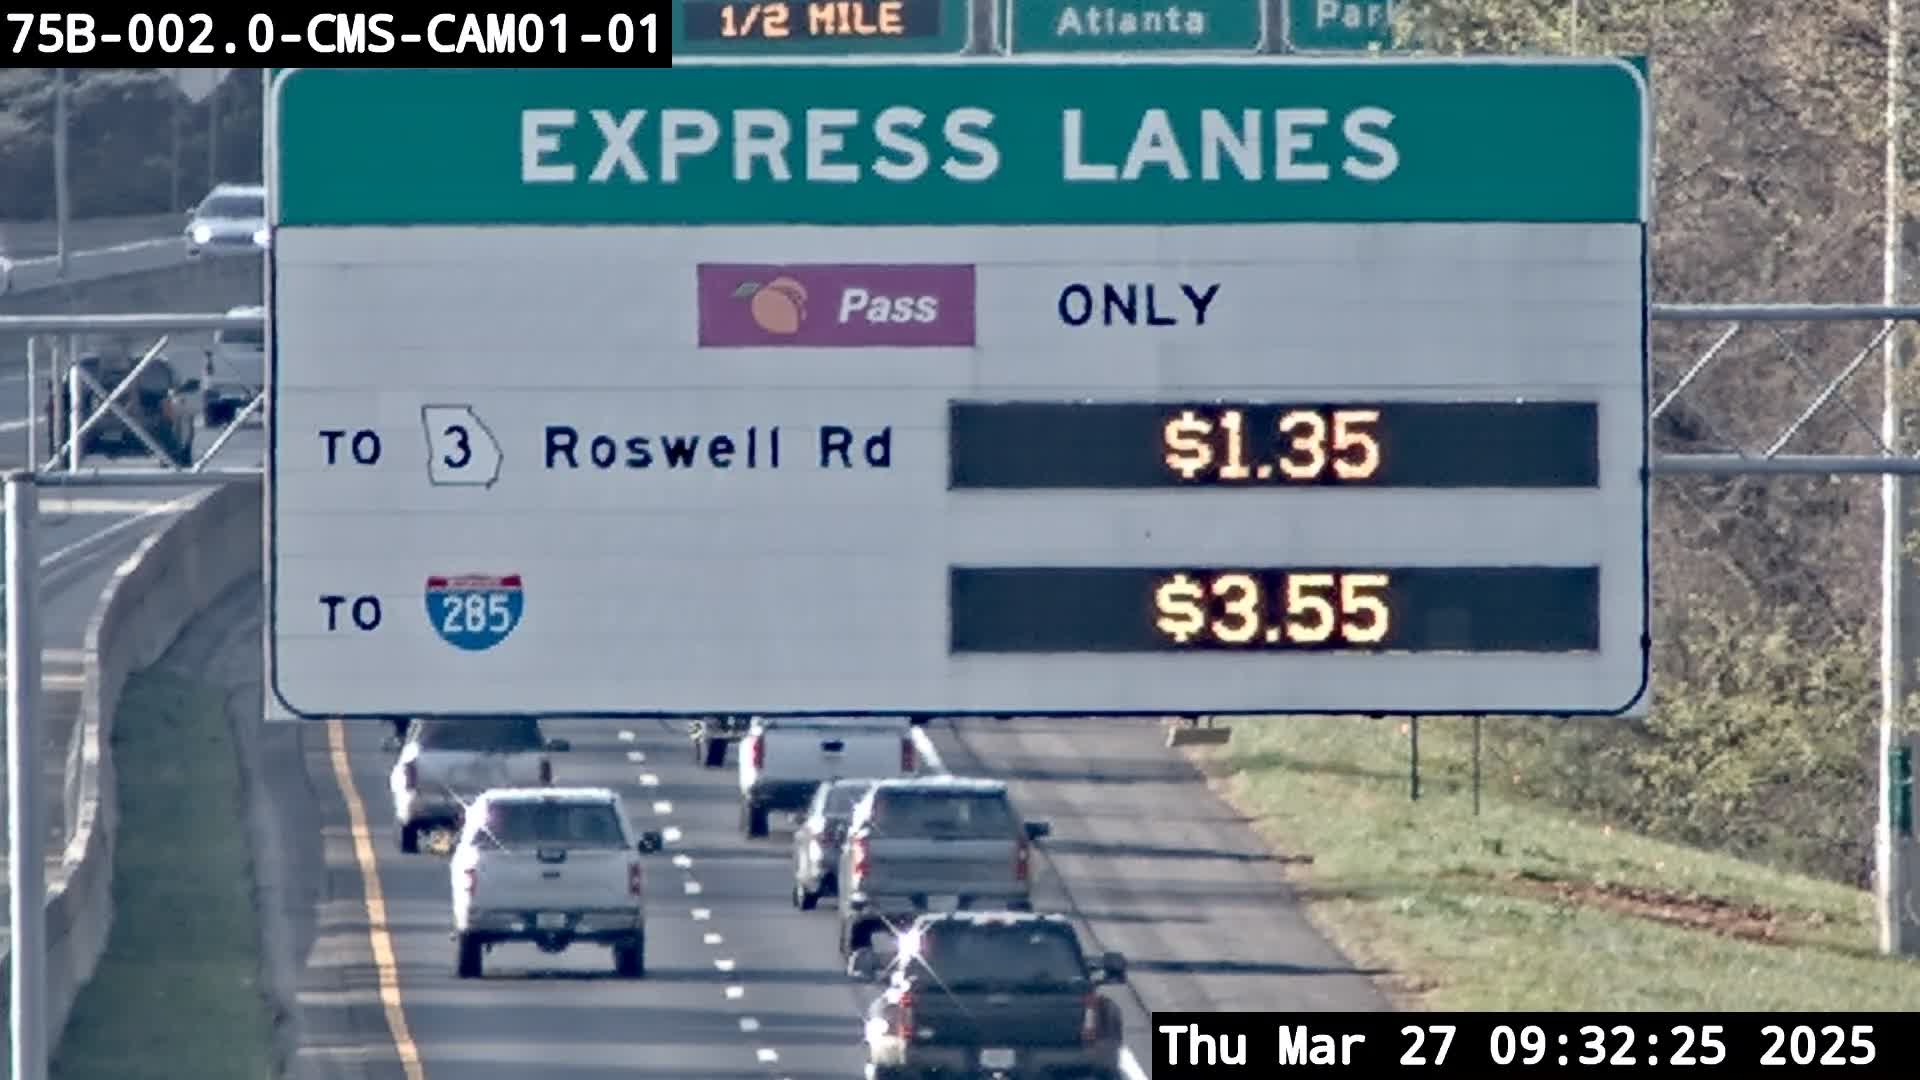 75B-002.0-CMS-CAM01-01
1/2 MILE
Atlanta
EXPRESS LANES
Pass ONLY
TO 3 Roswell Rd $1.35
TO 285 $3.55
Thu Mar 27 09:32:25 2025